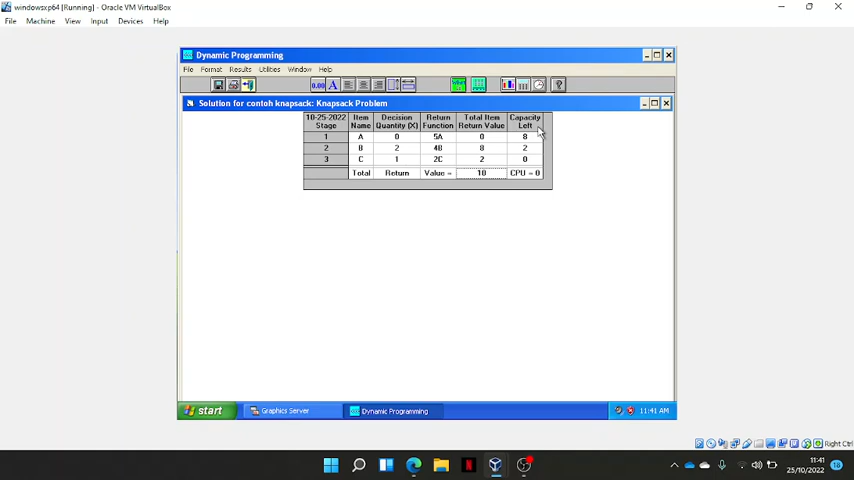 windowsxp64 [Running] - Oracle VM VirtualBox
File Machine View Input Devices Help
Dynamic Programming
File Format Results Utilities Window Help
0.00 A
Solution for contoh knapsack: Knapsack Problem
10-25-2022 Item Decision Return Total Item Capacity
Stage Name Quantity (X) Function Return Value Left
1 A 0 5A 0 8
2 B 2 4B 8 2
3 C 1 2C 2 0
Total Return Value = 10 CPU = 0
start Graphics Server Dynamic Programming 11:41 AM
Right Ctrl
11:41
25/10/2022 18